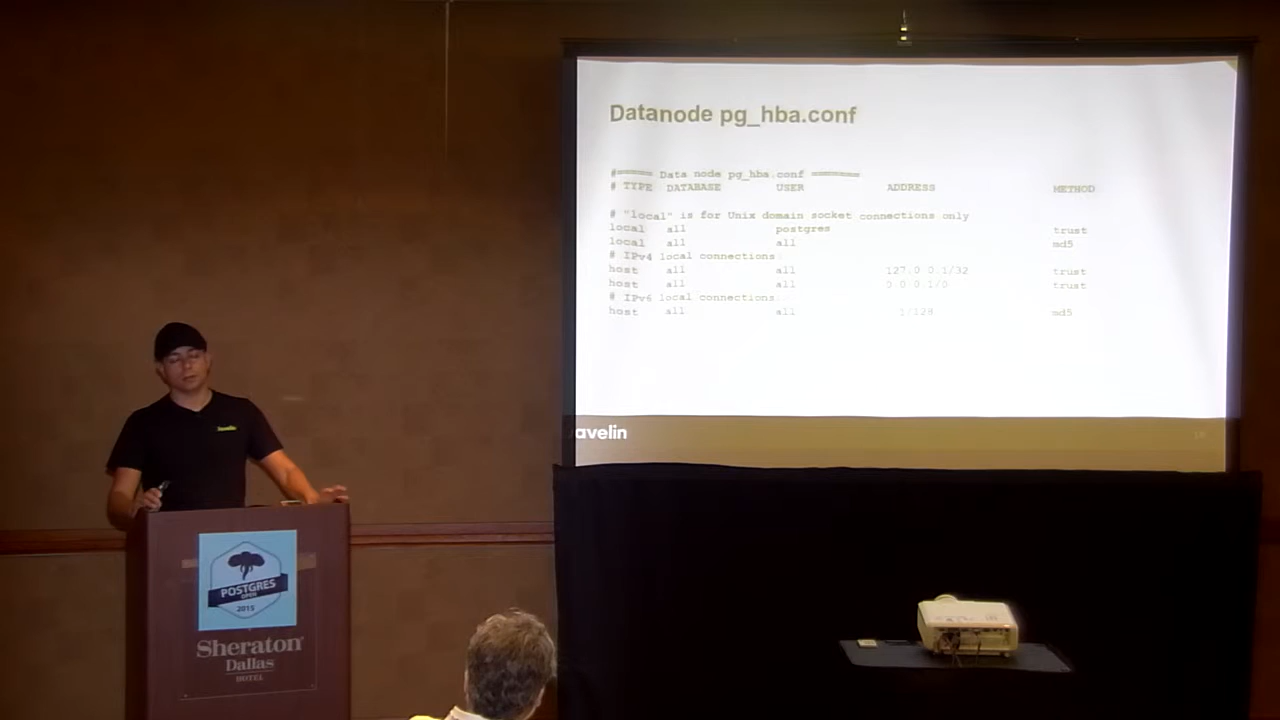 Datanode pg_hba.conf
#===== Data node pg_hba.conf =======
# TYPE DATABASE USER ADDRESS METHOD
# "local" is for Unix domain socket connections only
local all postgres trust
local all all md5
# IPv4 local connections:
host all all 127.0.0.1/32 trust
host all all 0.0.0.1/0 trust
# IPv6 local connections:
host all all 1/128 md5
avelin
Javelin
POSTGRES
OPEN
2015
Sheraton
Dallas
HOTEL